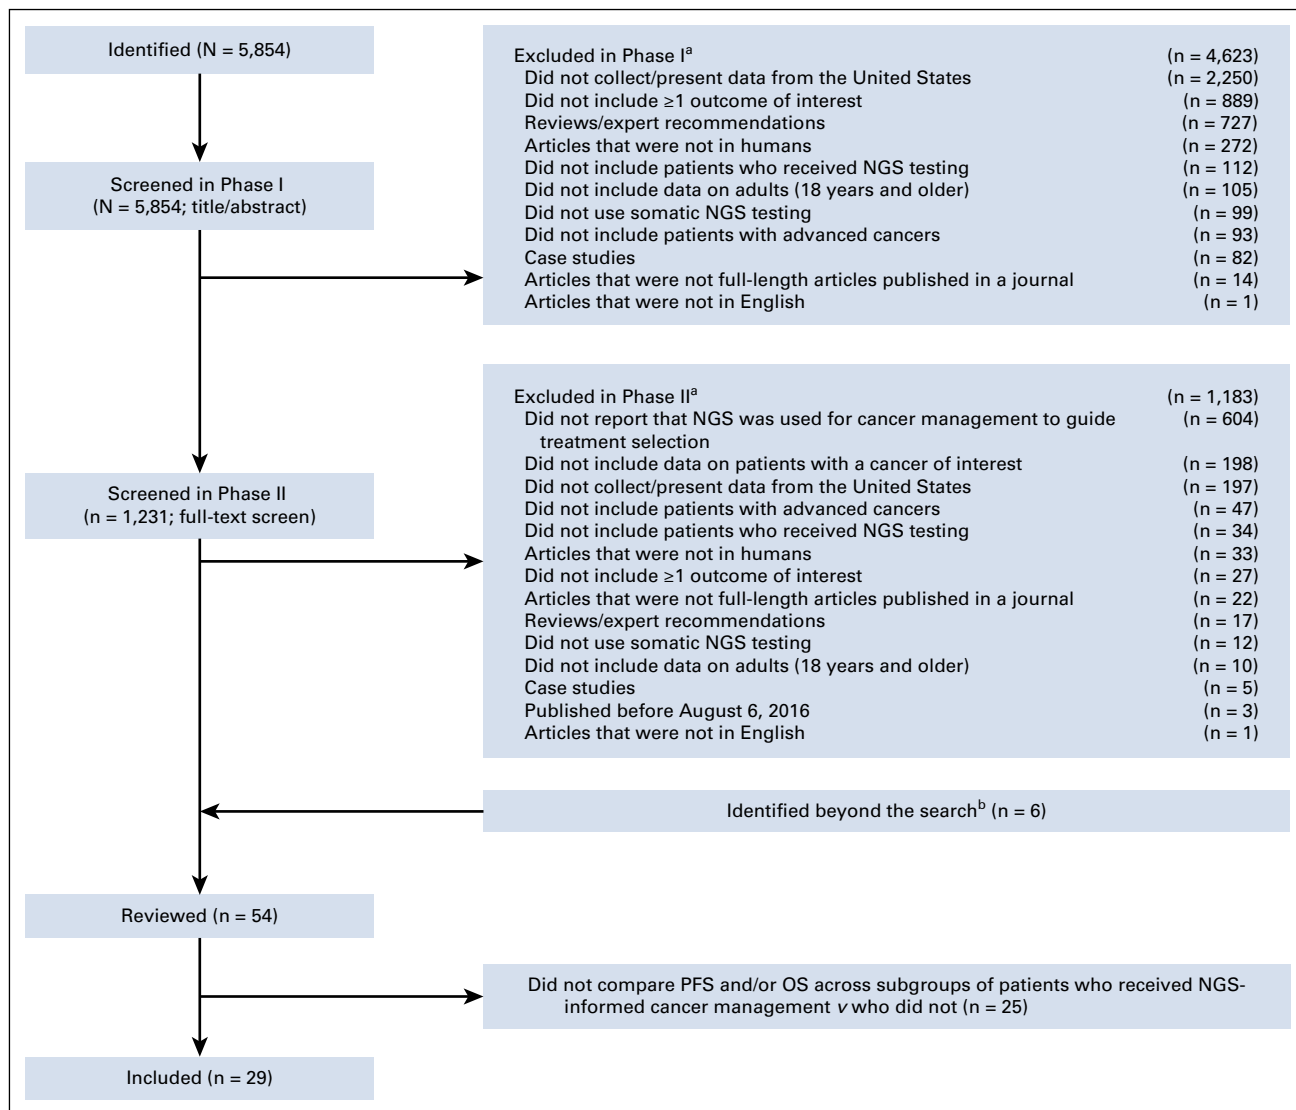 Identified (N = 5,854)
Excluded in Phase Iᵃ (n = 4,623)
Did not collect/present data from the United States (n = 2,250)
Did not include ≥1 outcome of interest (n = 889)
Reviews/expert recommendations (n = 727)
Articles that were not in humans (n = 272)
Did not include patients who received NGS testing (n = 112)
Did not include data on adults (18 years and older) (n = 105)
Did not use somatic NGS testing (n = 99)
Did not include patients with advanced cancers (n = 93)
Case studies (n = 82)
Articles that were not full-length articles published in a journal (n = 14)
Articles that were not in English (n = 1)
Screened in Phase I
(N = 5,854; title/abstract)
Excluded in Phase IIᵃ (n = 1,183)
Did not report that NGS was used for cancer management to guide (n = 604)
treatment selection
Did not include data on patients with a cancer of interest (n = 198)
Did not collect/present data from the United States (n = 197)
Did not include patients with advanced cancers (n = 47)
Did not include patients who received NGS testing (n = 34)
Articles that were not in humans (n = 33)
Did not include ≥1 outcome of interest (n = 27)
Articles that were not full-length articles published in a journal (n = 22)
Reviews/expert recommendations (n = 17)
Did not use somatic NGS testing (n = 12)
Did not include data on adults (18 years and older) (n = 10)
Case studies (n = 5)
Published before August 6, 2016 (n = 3)
Articles that were not in English (n = 1)
Screened in Phase II
(n = 1,231; full-text screen)
Identified beyond the searchᵇ (n = 6)
Reviewed (n = 54)
Did not compare PFS and/or OS across subgroups of patients who received NGS-
informed cancer management v who did not (n = 25)
Included (n = 29)